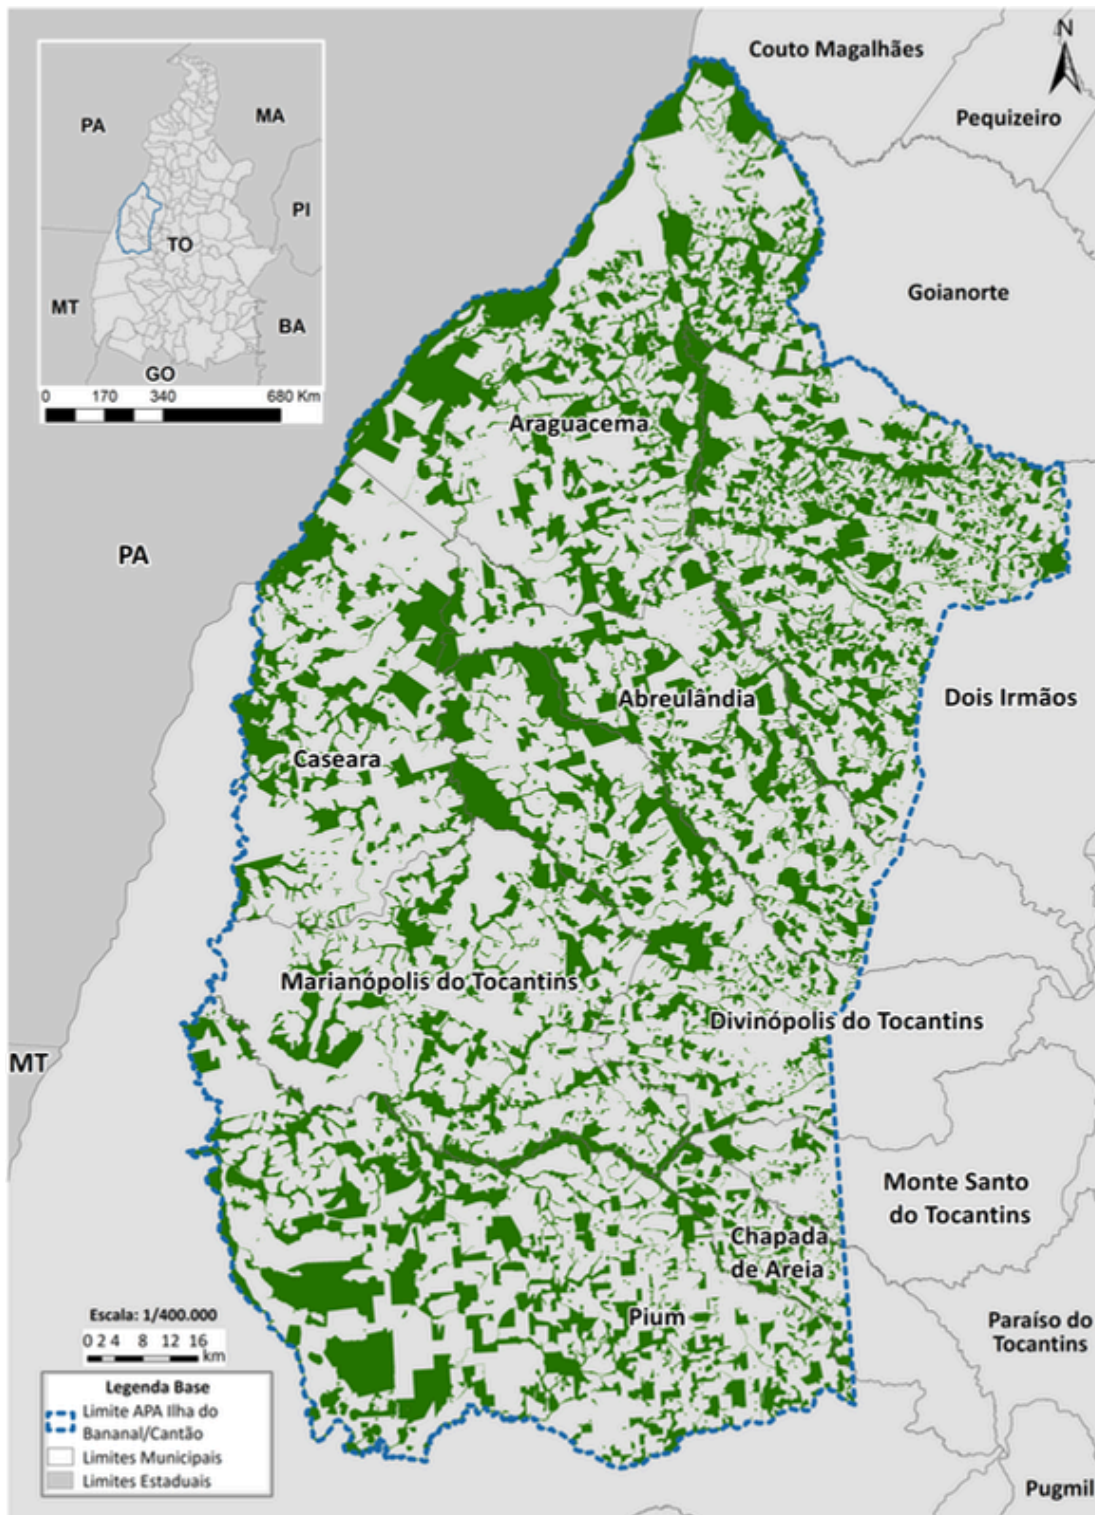 N
Couto Magalhães
Pequizeiro
Goianorte
PA
MA
PI
TO
MT
BA
GO
0 170 340 680 Km
Araguacema
PA
Abreulândia
Dois Irmãos
Caseara
Marianópolis do Tocantins
Divinópolis do Tocantins
MT
Monte Santo
do Tocantins
Chapada
de Areia
Pium
Paraíso do
Tocantins
Escala: 1/400.000
0 2 4 8 12 16
km
Legenda Base
Limite APA Ilha do
Bananal/Cantão
Limites Municipais
Limites Estaduais
Pugmil